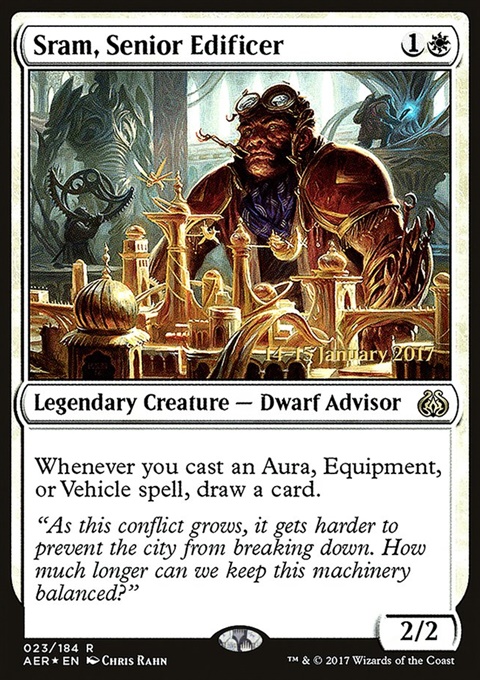 Sram, Senior Edificer 1
14–15 January 2017
Legendary Creature — Dwarf Advisor
Whenever you cast an Aura, Equipment,
or Vehicle spell, draw a card.
“As this conflict grows, it gets harder to
prevent the city from breaking down. How
much longer can we keep this machinery
balanced?”
2/2
023/184 R
AER★EN Chris Rahn
™ & © 2017 Wizards of the Coast